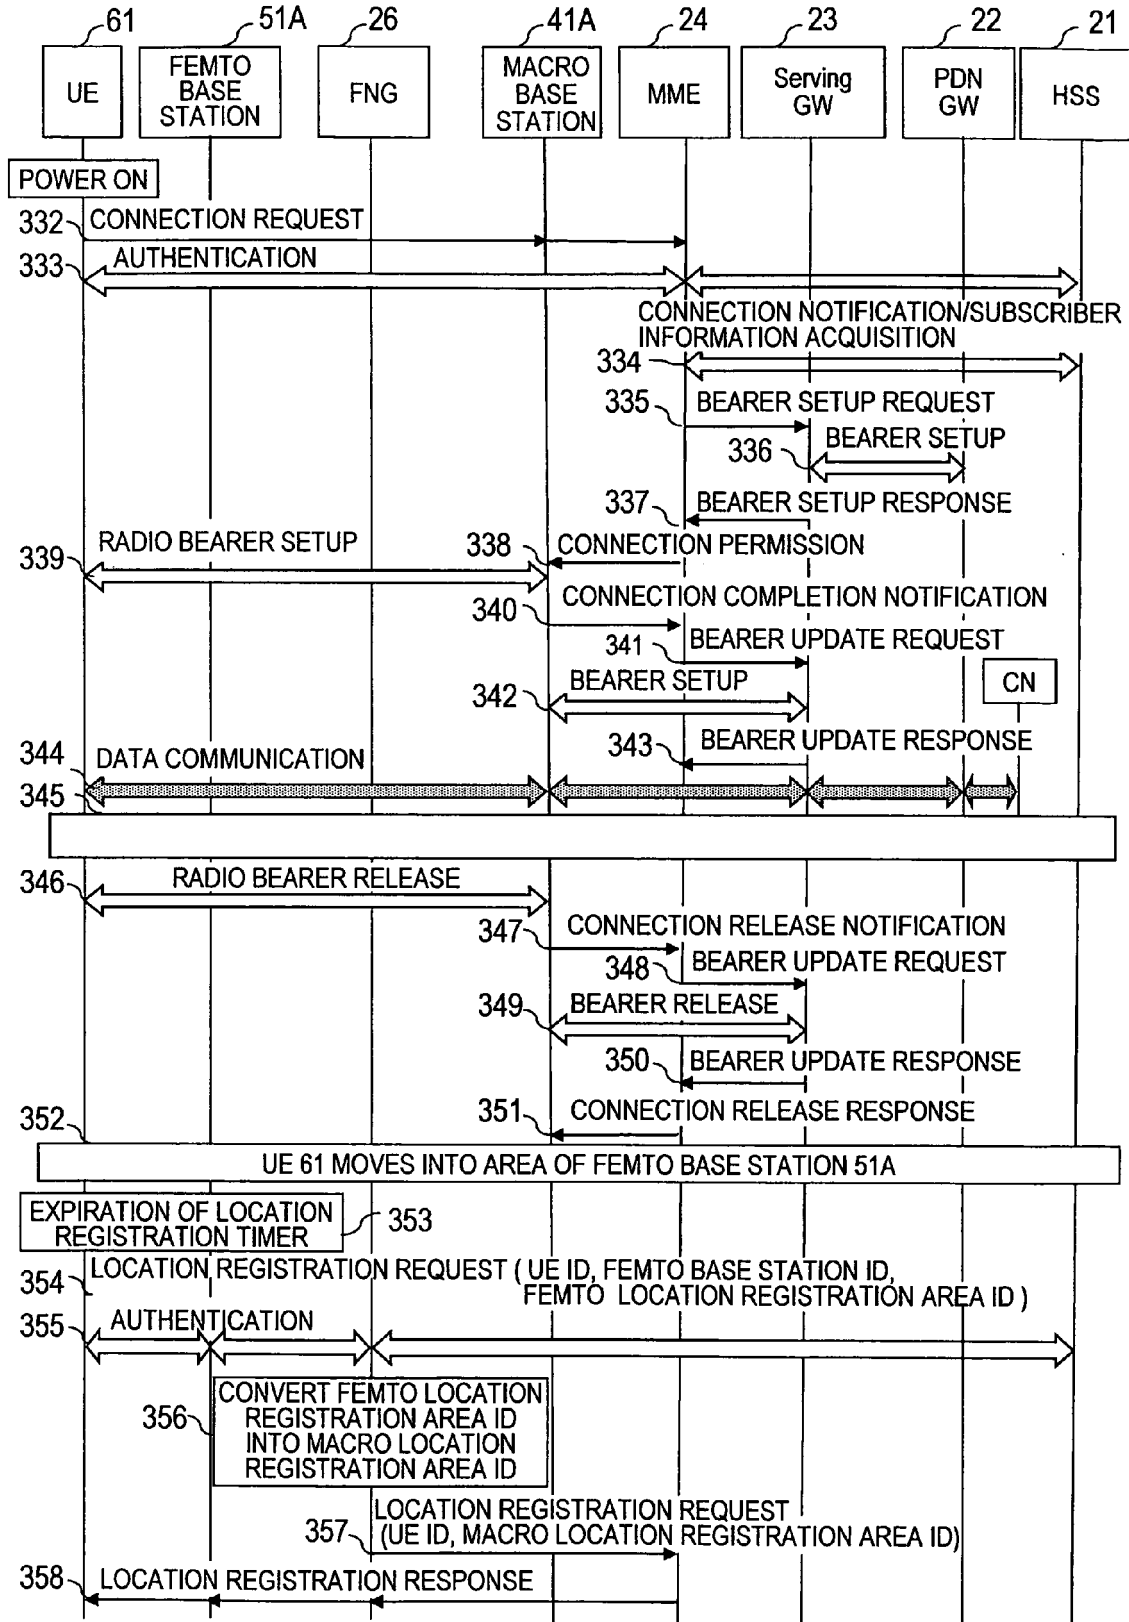 61
51A
26
41A
24
23
22
21
UE
FEMTO
BASE
STATION
FNG
MACRO
BASE
STATION
MME
Serving
GW
PDN
GW
HSS
POWER ON
332
CONNECTION REQUEST
333
AUTHENTICATION
CONNECTION NOTIFICATION/SUBSCRIBER
INFORMATION ACQUISITION
334
335
BEARER SETUP REQUEST
336
BEARER SETUP
337
BEARER SETUP RESPONSE
338
CONNECTION PERMISSION
339
RADIO BEARER SETUP
340
CONNECTION COMPLETION NOTIFICATION
341
BEARER UPDATE REQUEST
CN
342
BEARER SETUP
343
BEARER UPDATE RESPONSE
344
DATA COMMUNICATION
345
346
RADIO BEARER RELEASE
347
CONNECTION RELEASE NOTIFICATION
348
BEARER UPDATE REQUEST
349
BEARER RELEASE
350
BEARER UPDATE RESPONSE
351
CONNECTION RELEASE RESPONSE
352
UE 61 MOVES INTO AREA OF FEMTO BASE STATION 51A
EXPIRATION OF LOCATION
REGISTRATION TIMER
353
354
LOCATION REGISTRATION REQUEST ( UE ID, FEMTO BASE STATION ID,
FEMTO LOCATION REGISTRATION AREA ID )
355
AUTHENTICATION
356
CONVERT FEMTO LOCATION
REGISTRATION AREA ID
INTO MACRO LOCATION
REGISTRATION AREA ID
357
LOCATION REGISTRATION REQUEST
(UE ID, MACRO LOCATION REGISTRATION AREA ID)
358
LOCATION REGISTRATION RESPONSE